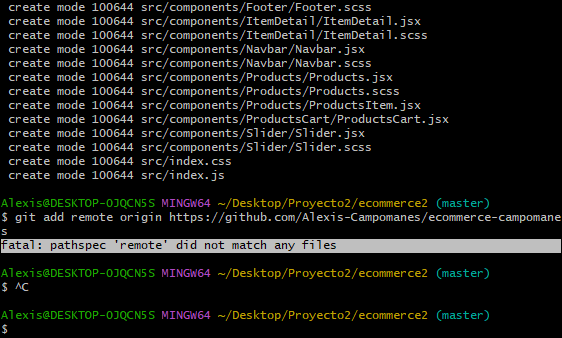 create mode 100644 src/components/Footer/Footer.scss
create mode 100644 src/components/ItemDetail/ItemDetail.jsx
create mode 100644 src/components/ItemDetail/ItemDetail.scss
create mode 100644 src/components/Navbar/Navbar.jsx
create mode 100644 src/components/Navbar/Navbar.scss
create mode 100644 src/components/Products/Products.jsx
create mode 100644 src/components/Products/Products.scss
create mode 100644 src/components/Products/ProductsItem.jsx
create mode 100644 src/components/ProductsCart/ProductsCart.jsx
create mode 100644 src/components/Slider/Slider.jsx
create mode 100644 src/components/Slider/Slider.scss
create mode 100644 src/index.css
create mode 100644 src/index.js
Alexis@DESKTOP-OJQCN5S MINGW64 ~/Desktop/Proyecto2/ecommerce2 (master)
$ git add remote origin https://github.com/Alexis-Campomanes/ecommerce-campomane
s
fatal: pathspec 'remote' did not match any files
Alexis@DESKTOP-OJQCN5S MINGW64 ~/Desktop/Proyecto2/ecommerce2 (master)
$ ^C
Alexis@DESKTOP-OJQCN5S MINGW64 ~/Desktop/Proyecto2/ecommerce2 (master)
$